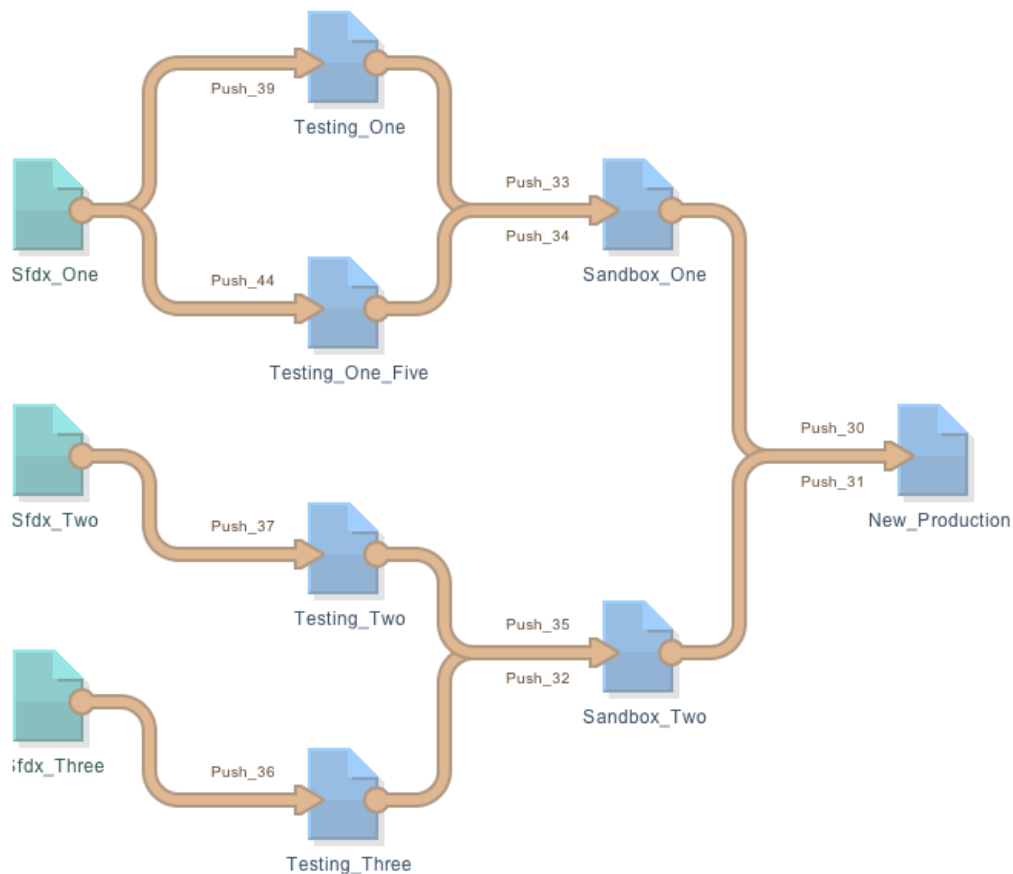 Push_39
Testing_One
Push_33
Push_34
Sfdx_One
Sandbox_One
Push_44
Testing_One_Five
Push_30
Push_31
Sfdx_Two
New_Production
Push_37
Testing_Two
Push_35
Push_32
Sandbox_Two
Sfdx_Three
Push_36
Testing_Three